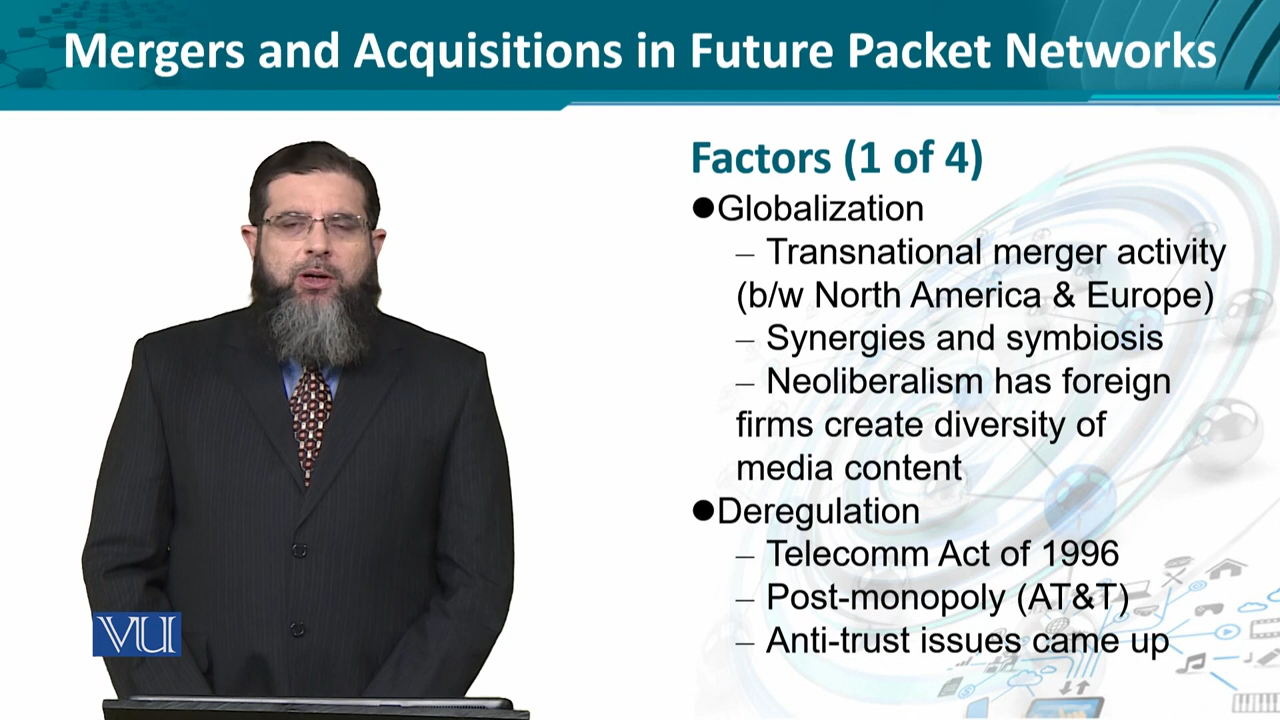 Mergers and Acquisitions in Future Packet Networks
Factors (1 of 4)
●Globalization
– Transnational merger activity
(b/w North America & Europe)
– Synergies and symbiosis
– Neoliberalism has foreign
firms create diversity of
media content
●Deregulation
– Telecomm Act of 1996
– Post-monopoly (AT&T)
– Anti-trust issues came up
VU